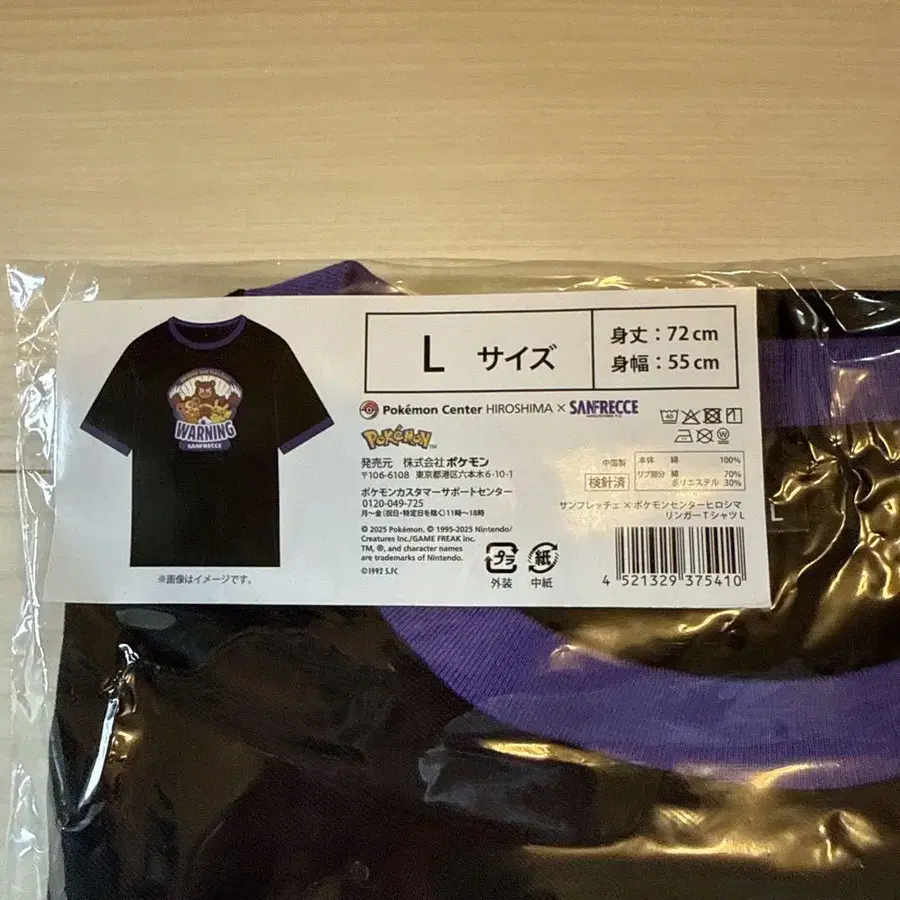 WARNING
SANFRECCE
※画像はイメージです。
L サイズ
身丈：72cm
身幅：55cm
Pokémon Center HIROSHIMA × SANFRECCE
HIROSHIMA F.C
Pokémon
TM
発売元 株式会社ポケモン
〒106-6108 東京都港区六本木6-10-1
ポケモンカスタマーサポートセンター
0120-049-725
月～金(祝日・特定日を除く)11時～18時
© 2025 Pokémon. © 1995-2025 Nintendo/
Creatures Inc./GAME FREAK inc.
TM, ®, and character names
are trademarks of Nintendo.
©1992 S.FC
プラ
外装
紙
中紙
40
W
中国製
検針済
本体 綿 100%
リブ部分 綿 70%
ポリエステル 30%
サンフレッチェ×ポケモンセンターヒロシマ
リンガーTシャツ L
4 521329 375410
L